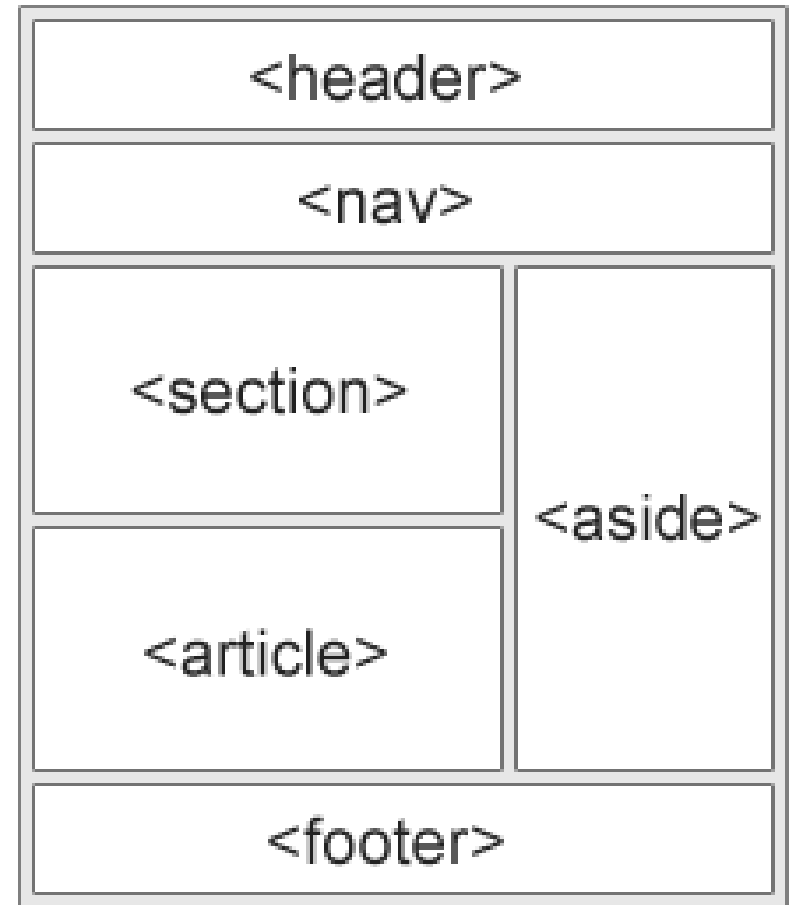 <header>
<nav>
<section>
<aside>
<article>
<footer>